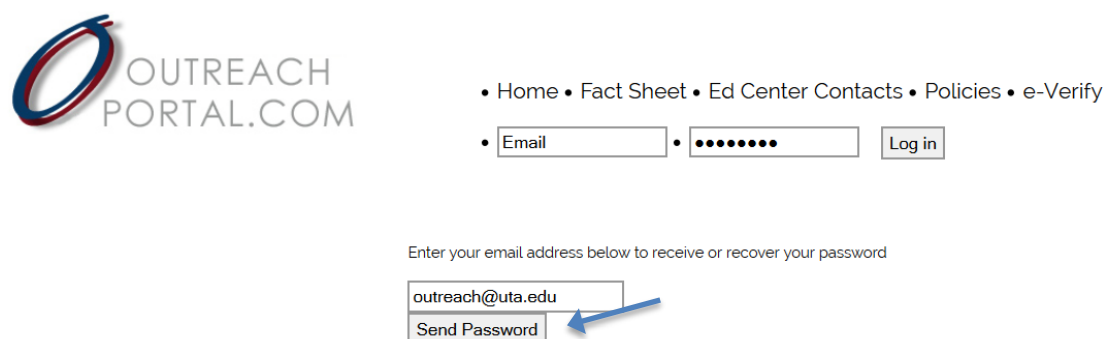 OUTREACH
PORTAL.COM
• Home • Fact Sheet • Ed Center Contacts • Policies • e-Verify
• Email • •••••••• Log in
Enter your email address below to receive or recover your password
outreach@uta.edu
Send Password